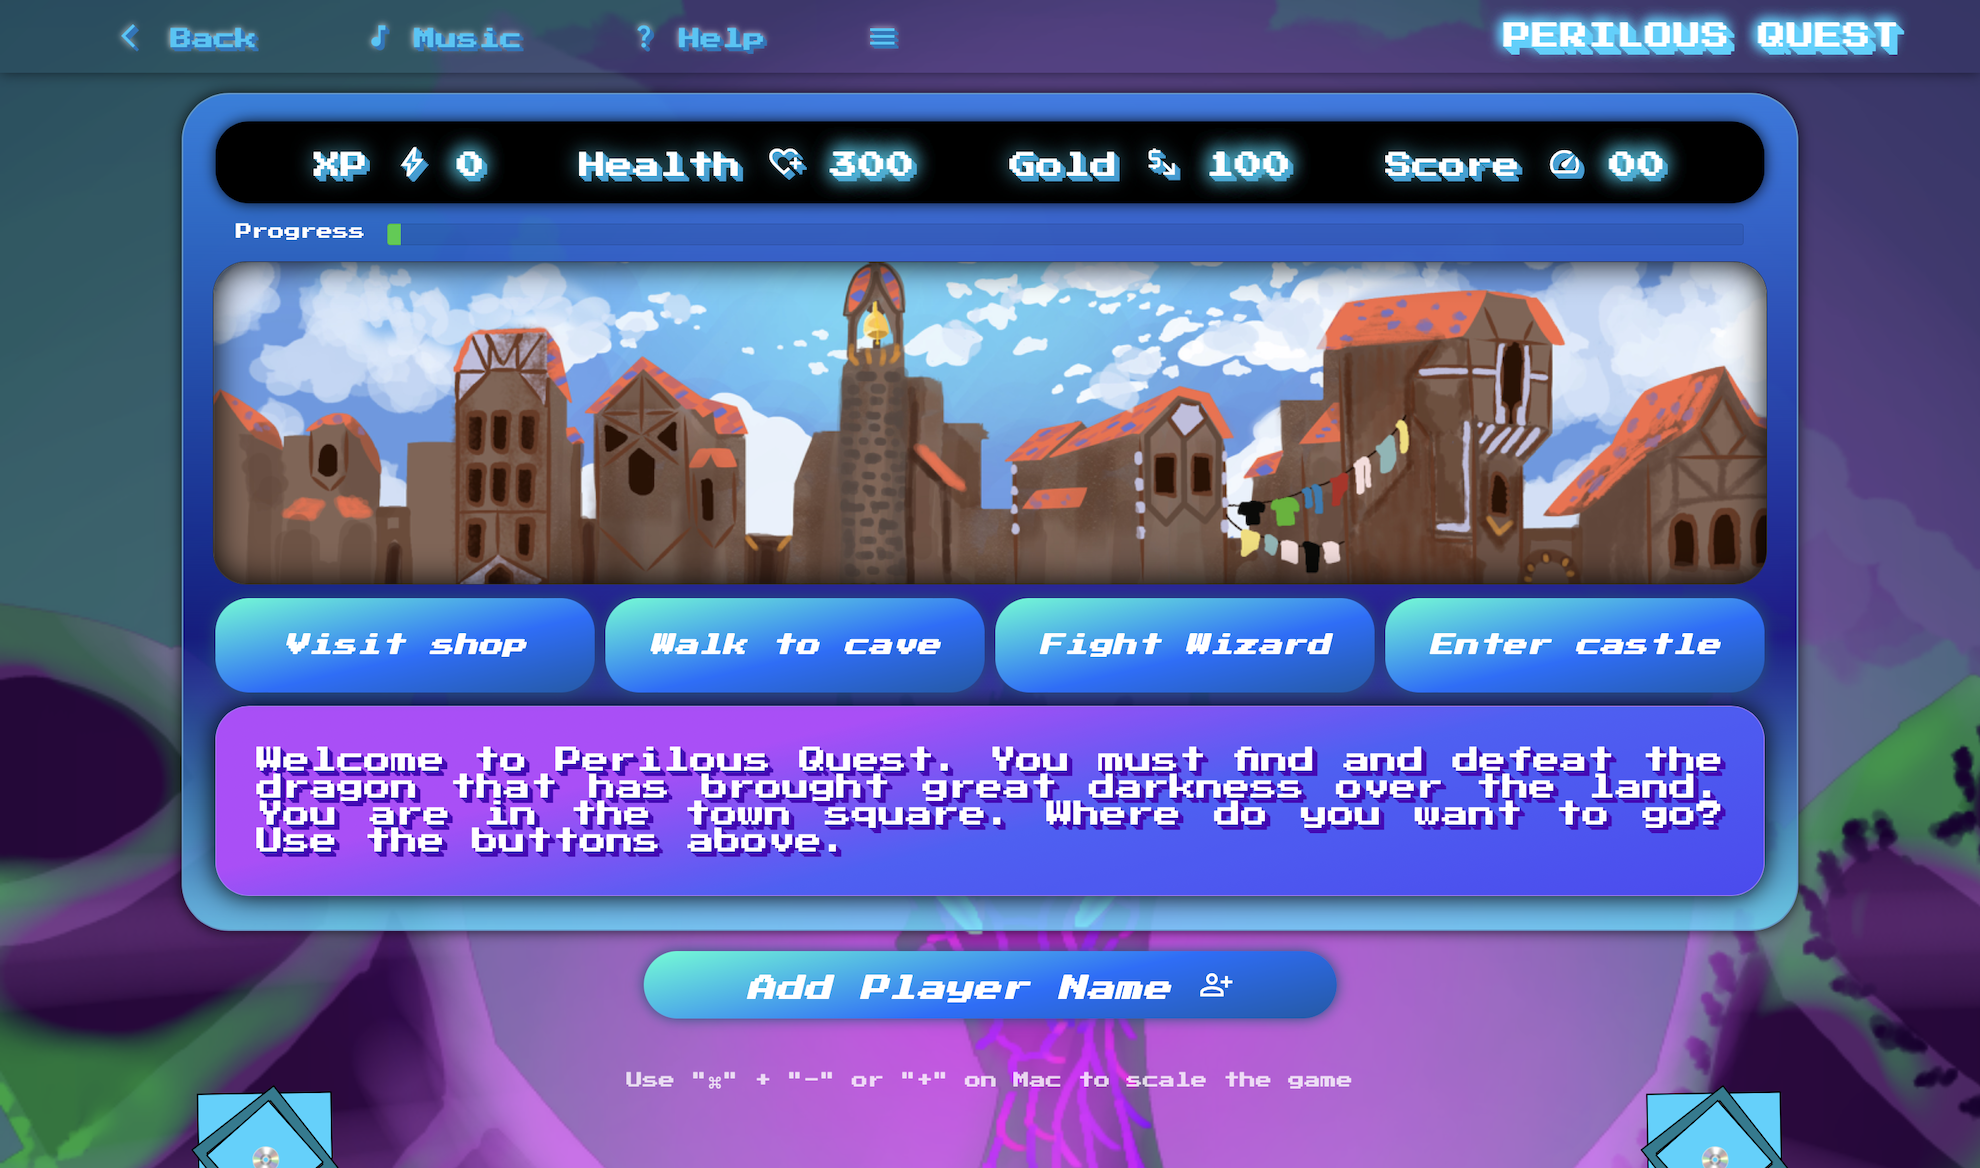 Back
Music
? Help
PERILOUS QUEST
XP 0
Health 300
Gold 100
Score 00
Progress
Visit shop
Walk to cave
Fight Wizard
Enter castle
Welcome to Perilous Quest. You must find and defeat the
dragon that has brought great darkness over the land.
You are in the town square. Where do you want to go?
Use the buttons above.
Add Player Name
Use "⌘" + "-" or "+" on Mac to scale the game